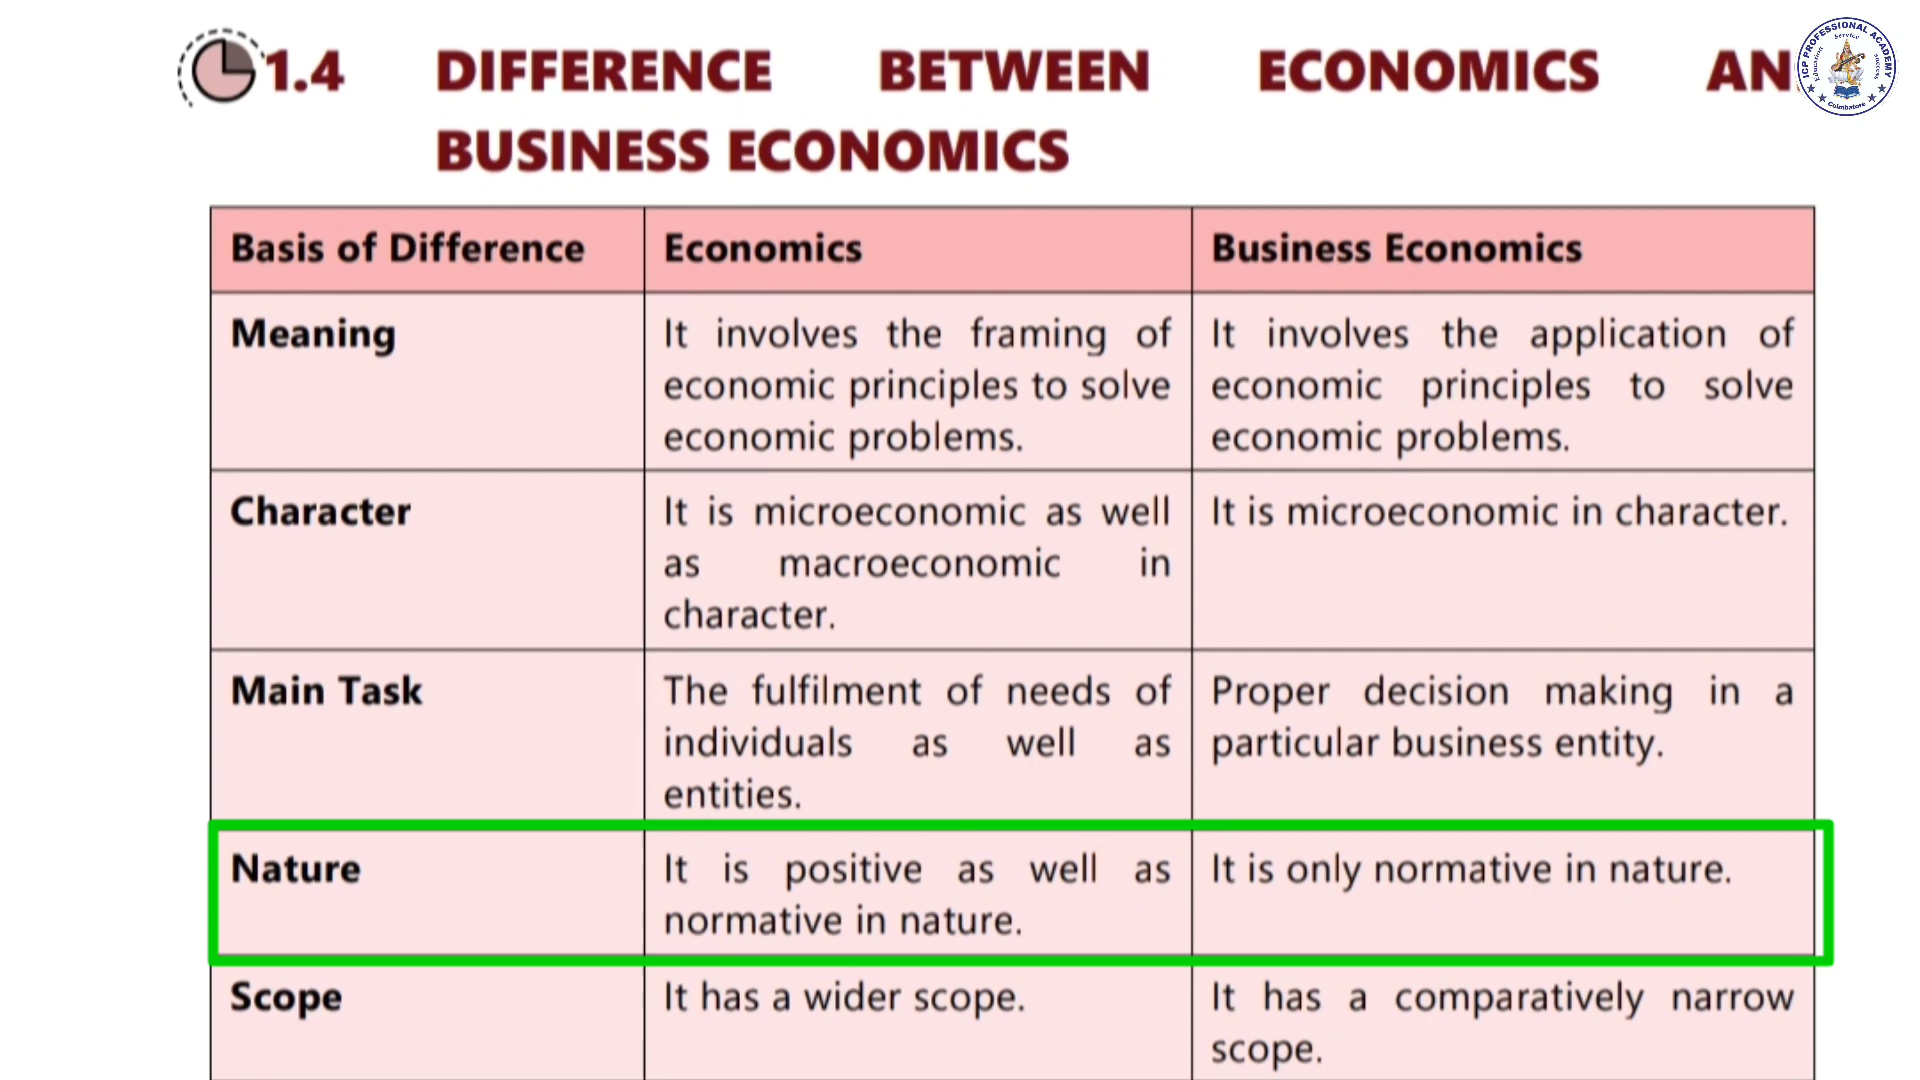 1.4 DIFFERENCE BETWEEN ECONOMICS AN
BUSINESS ECONOMICS
ICP PROFESSIONAL ACADEMY
Service
Education
Success
Coimbatore
Basis of Difference
Economics
Business Economics
Meaning
It involves the framing of
economic principles to solve
economic problems.
It involves the application of
economic principles to solve
economic problems.
Character
It is microeconomic as well
as macroeconomic in
character.
It is microeconomic in character.
Main Task
The fulfilment of needs of
individuals as well as
entities.
Proper decision making in a
particular business entity.
Nature
It is positive as well as
normative in nature.
It is only normative in nature.
Scope
It has a wider scope.
It has a comparatively narrow
scope.